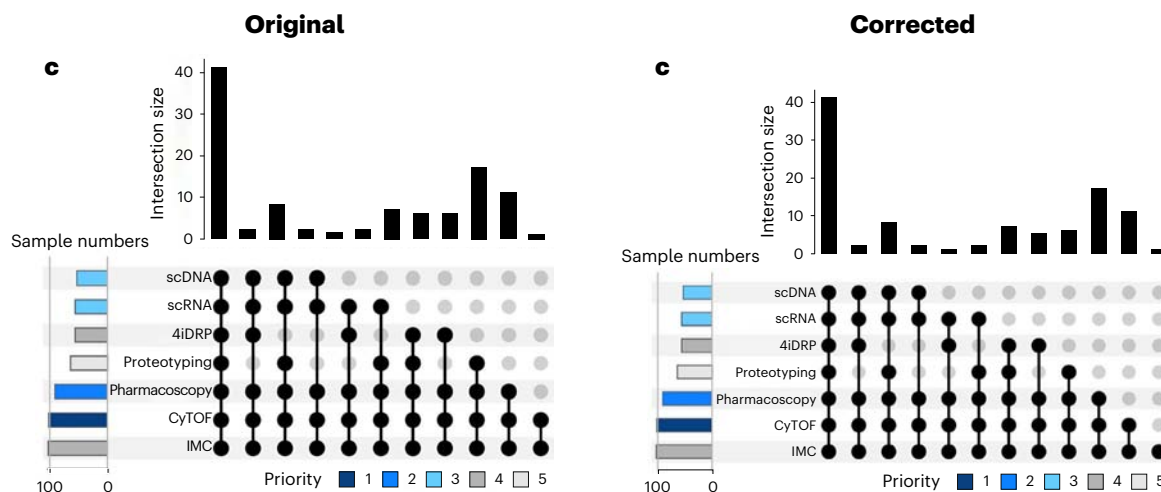 Original
c
Intersection size
40
30
20
10
0
Sample numbers
scDNA
scRNA
4iDRP
Proteotyping
Pharmacoscopy
CyTOF
IMC
100 0
Priority 1 2 3 4 5
Corrected
c
Intersection size
40
30
20
10
0
Sample numbers
scDNA
scRNA
4iDRP
Proteotyping
Pharmacoscopy
CyTOF
IMC
100 0
Priority 1 2 3 4 5